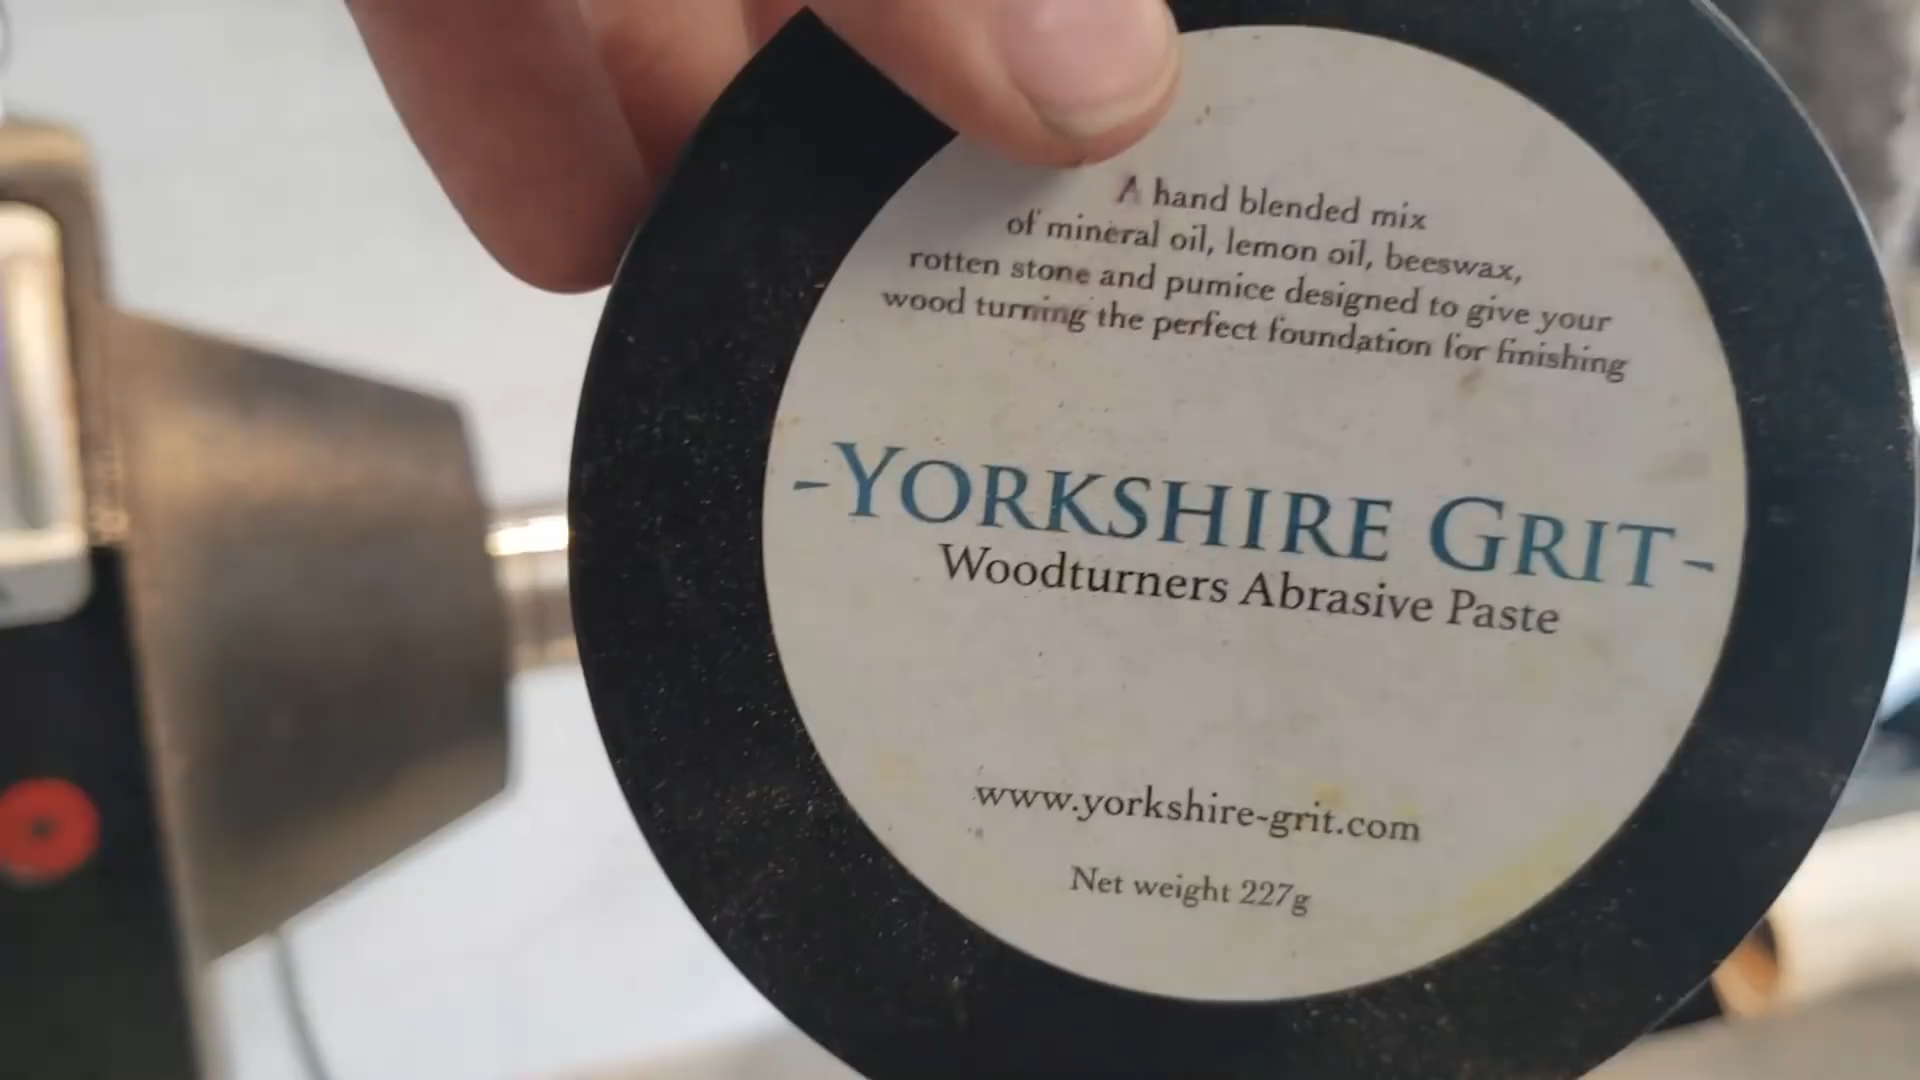 A hand blended mix
of mineral oil, lemon oil, beeswax,
rotten stone and pumice designed to give your
wood turning the perfect foundation for finishing
-YORKSHIRE GRIT-
Woodturners Abrasive Paste
www.yorkshire-grit.com
Net weight 227g